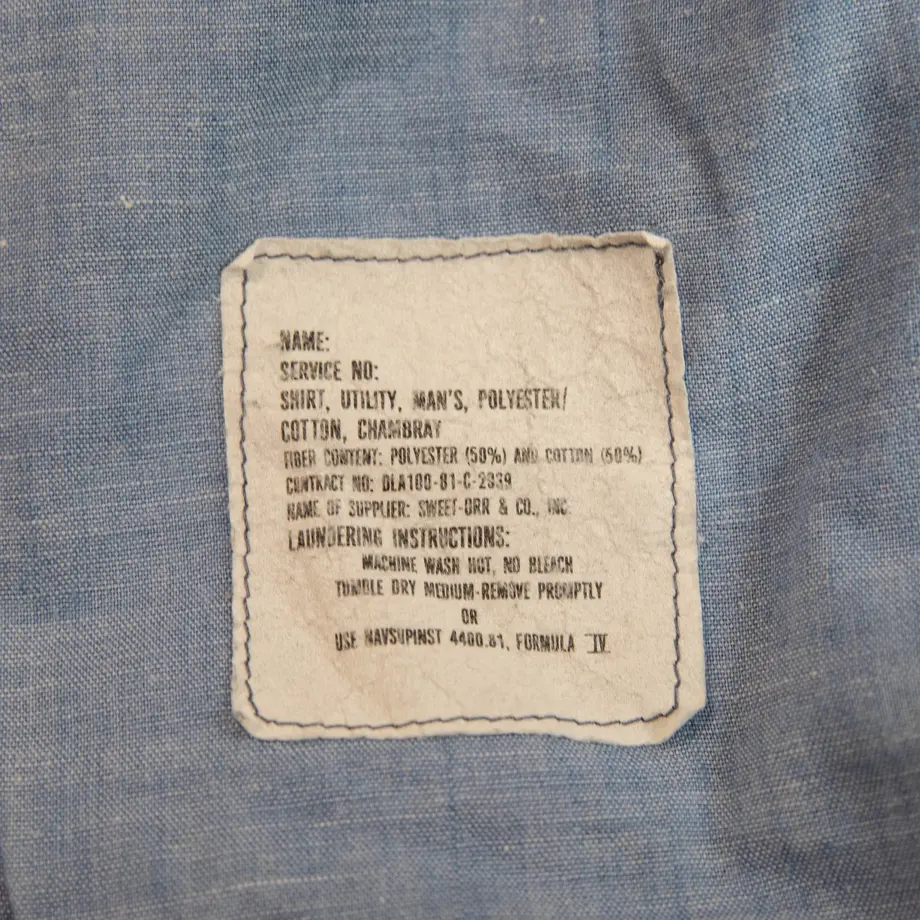 NAME:
SERVICE NO:
SHIRT, UTILITY, MAN'S, POLYESTER/
COTTON, CHAMBRAY
FIBER CONTENT: POLYESTER (50%) AND COTTON (50%)
CONTRACT NO: DLA100-81-C-2939
NAME OF SUPPLIER: SWEET-ORR & CO., INC.
LAUNDERING INSTRUCTIONS:
MACHINE WASH HOT, NO BLEACH
TUMBLE DRY MEDIUM-REMOVE PROMPTLY
OR
USE NAVSUPINST 4400.81, FORMULA IV